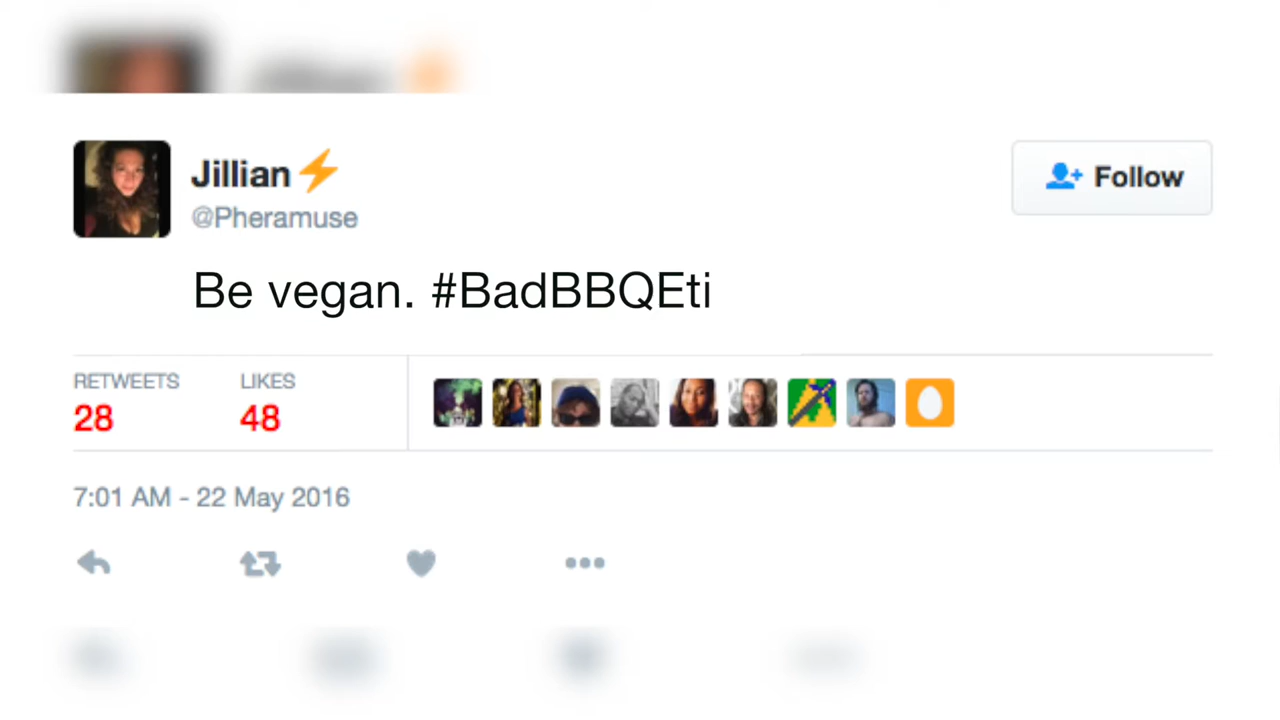 Jillian⚡
@Pheramuse
Follow
Be vegan. #BadBBQEti
RETWEETS
28
LIKES
48
7:01 AM - 22 May 2016